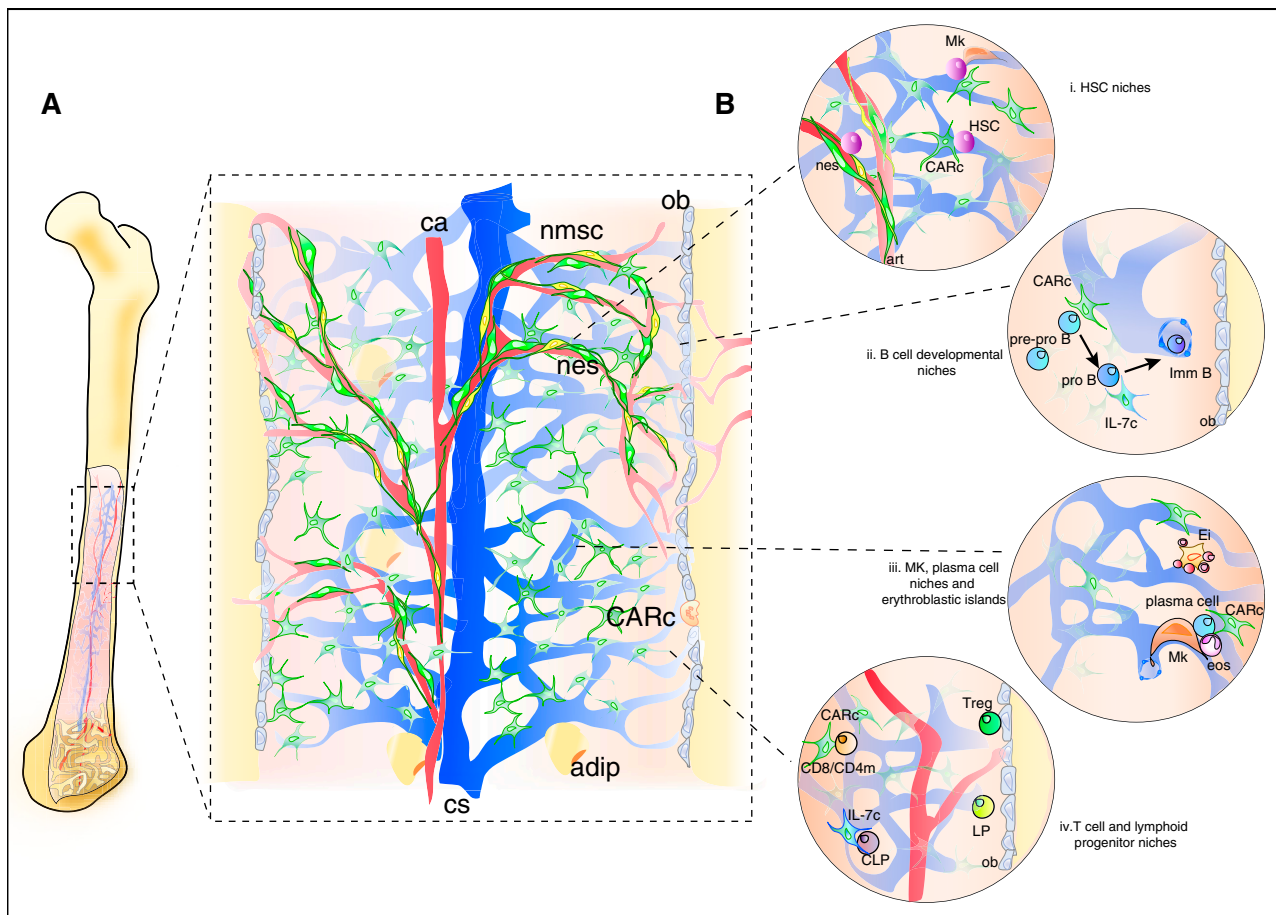 A
ca
nmsc
ob
nes
CARc
adip
cs
B
Mk
HSC
nes
CARc
art
i. HSC niches
CARc
pre-pro B
pro B
Imm B
IL-7c
ob
ii. B cell developmental
niches
Ei
plasma cell
CARc
Mk
eos
iii. MK, plasma cell
niches and
erythroblastic islands
Treg
CARc
CD8/CD4m
IL-7c
LP
CLP
ob
iv.T cell and lymphoid
progenitor niches